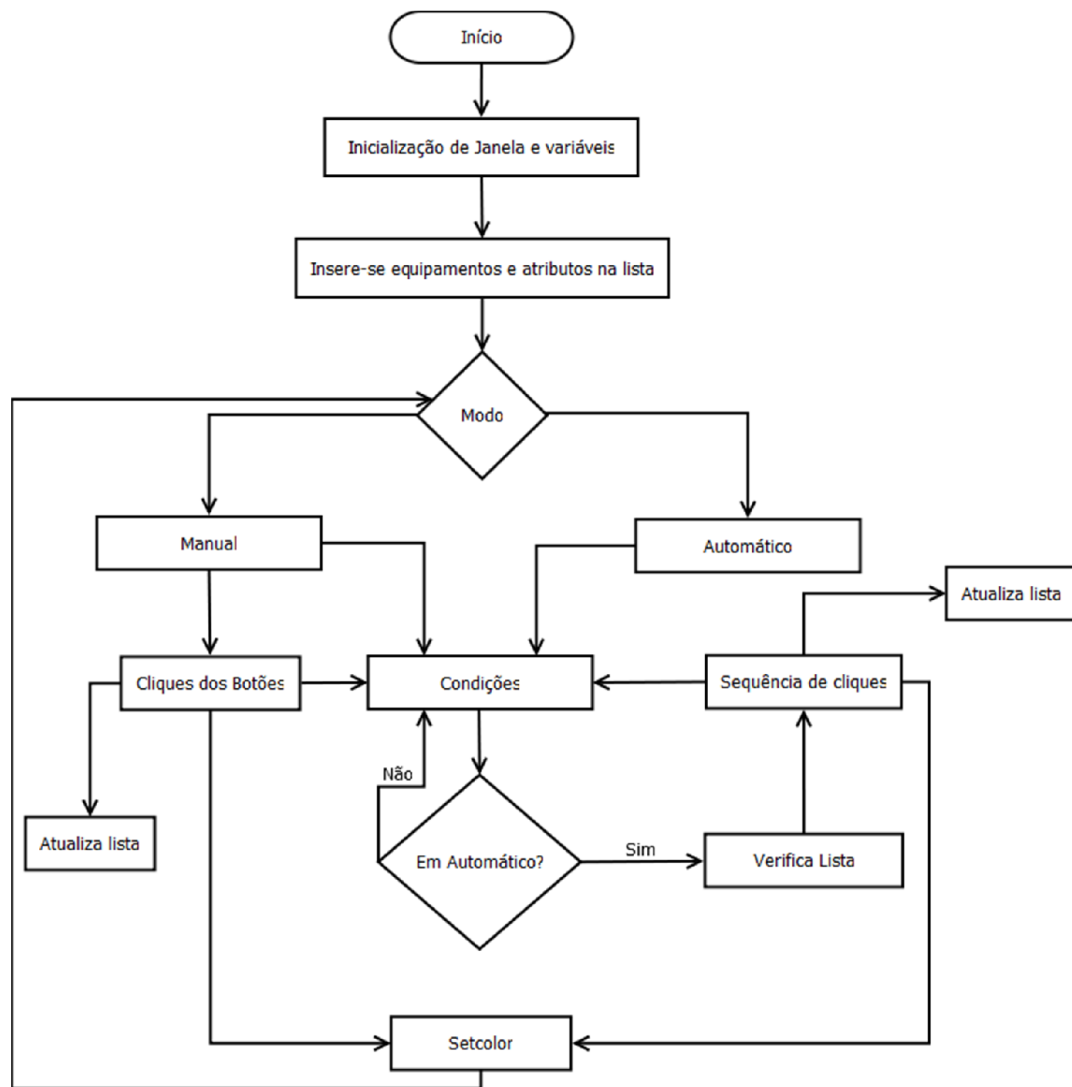 Início
Inicialização de Janela e variáveis
Insere-se equipamentos e atributos na lista
Modo
Manual
Automático
Atualiza lista
Cliques dos Botões
Condições
Sequência de cliques
Não
Atualiza lista
Em Automático?
Sim
Verifica Lista
Setcolor